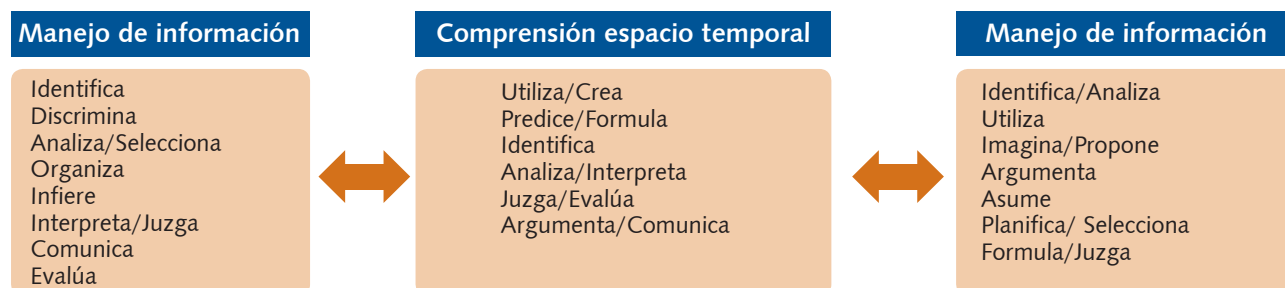 Manejo de información
Identifica
Discrimina
Analiza/Selecciona
Organiza
Infiere
Interpreta/Juzga
Comunica
Evalúa
Comprensión espacio temporal
Utiliza/Crea
Predice/Formula
Identifica
Analiza/Interpreta
Juzga/Evalúa
Argumenta/Comunica
Manejo de información
Identifica/Analiza
Utiliza
Imagina/Propone
Argumenta
Asume
Planifica/ Selecciona
Formula/Juzga